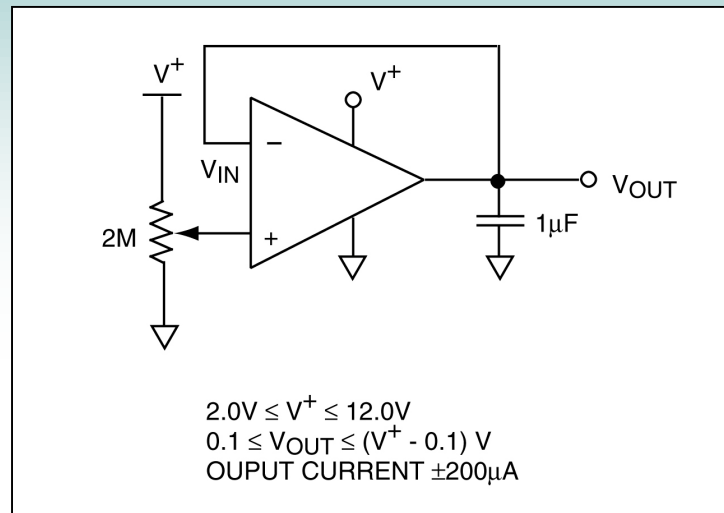 V+
V+
VIN
−
VOUT
2M
+
1µF
2.0V ≤ V+ ≤ 12.0V
0.1 ≤ VOUT ≤ (V+ - 0.1) V
OUPUT CURRENT ±200µA